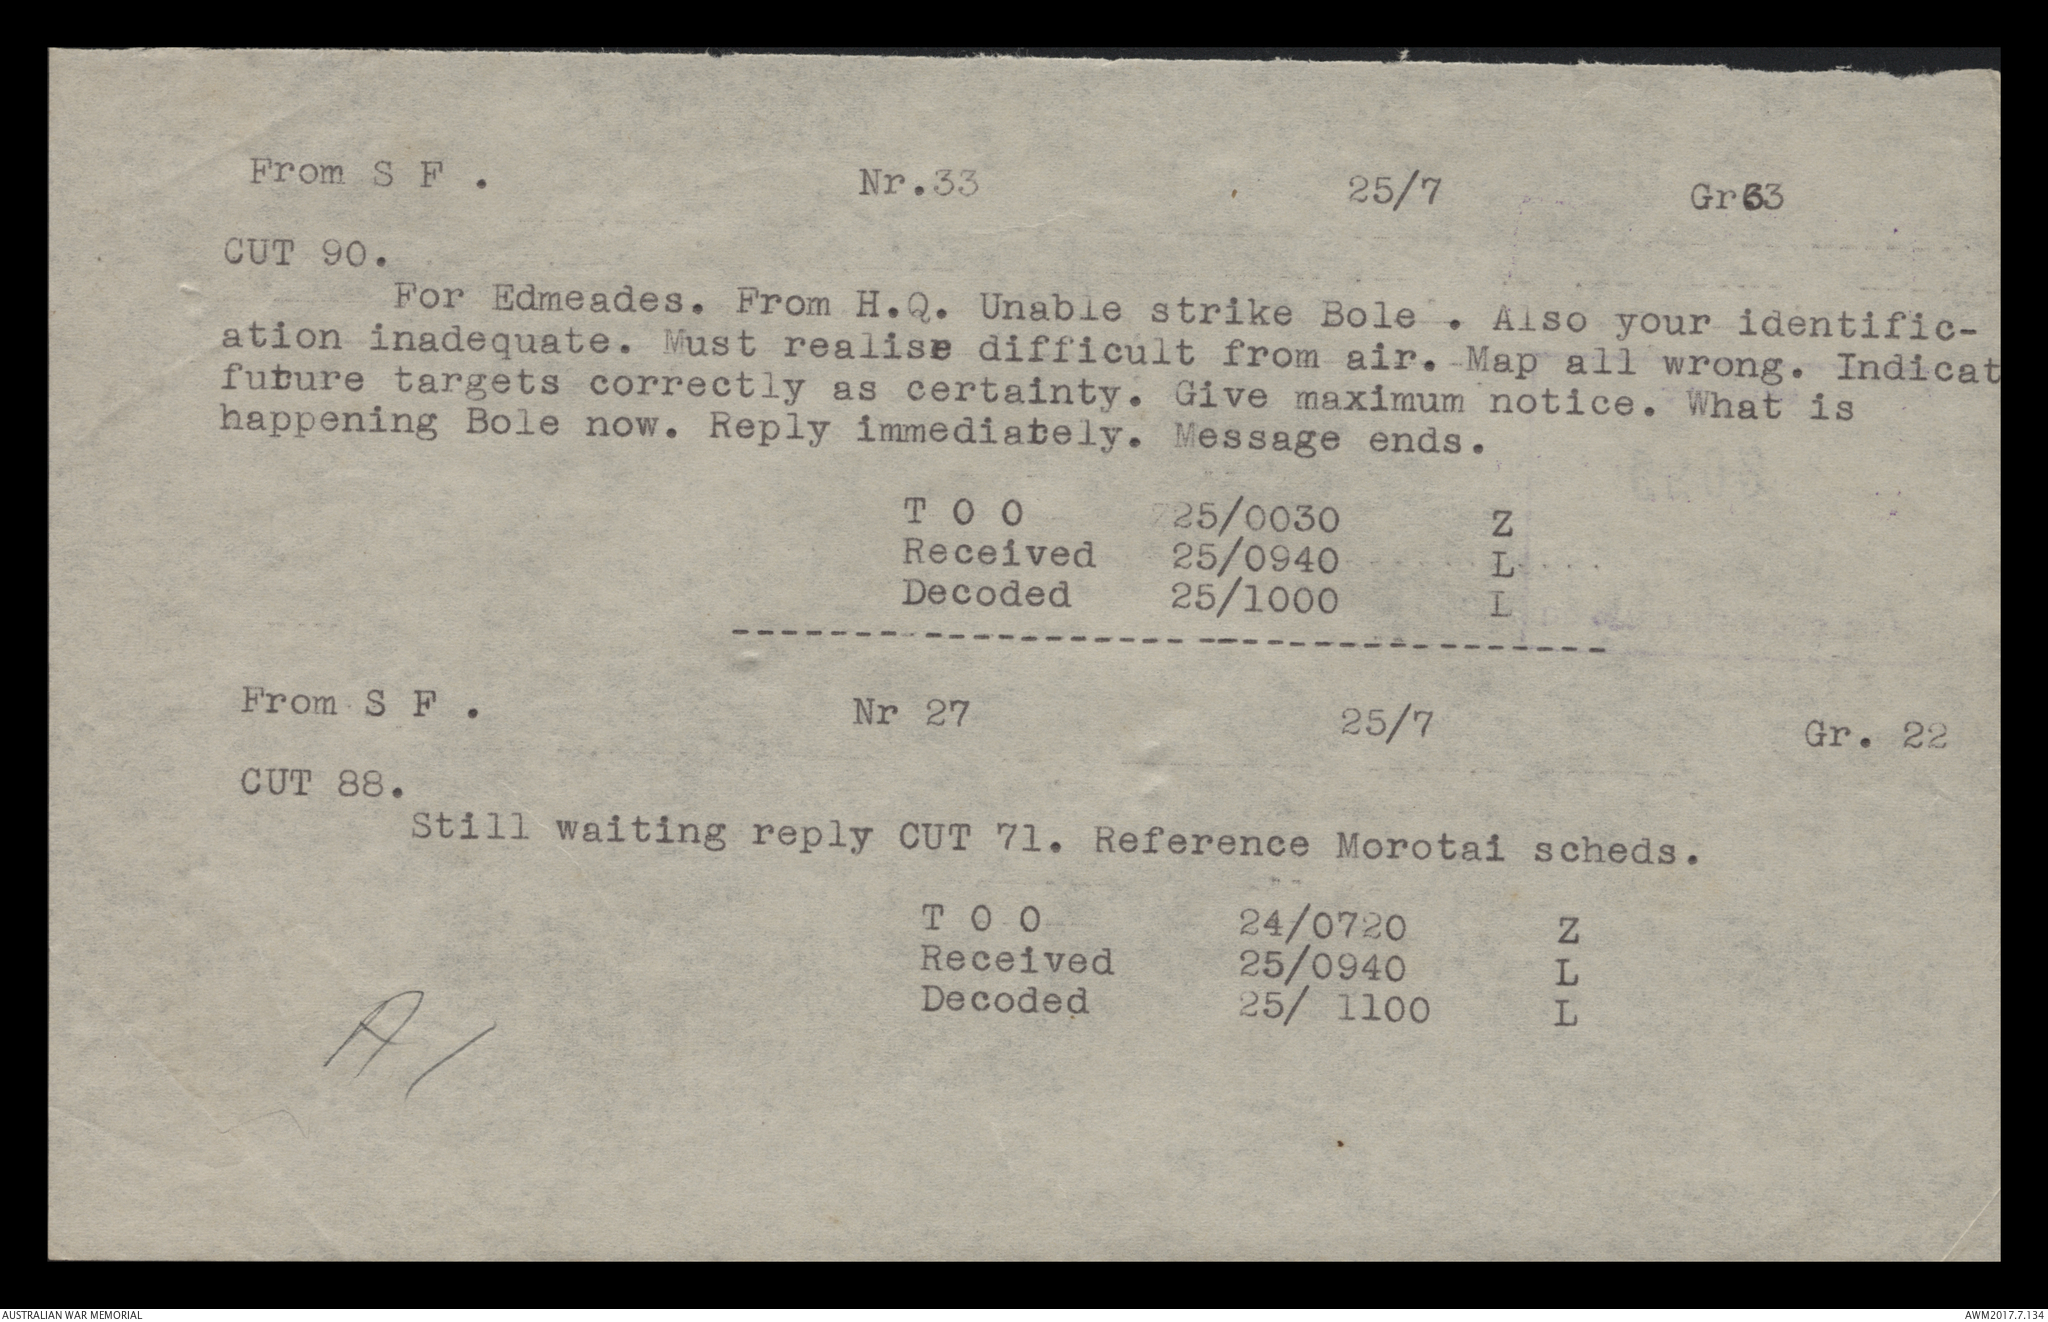 From S F .    Nr.33    25/7    Gr63
CUT 90.
For Edmeades. From H.Q. Unable strike Bole . Also your identific-
ation inadequate. Must realise difficult from air. Map all wrong. Indicat
future targets correctly as certainty. Give maximum notice. What is
happening Bole now. Reply immediately. Message ends.
T O O    25/0030    Z
Received    25/0940    L
Decoded    25/1000    L
------------------------------------
From S F .    Nr 27    25/7    Gr. 22
CUT 88.
Still waiting reply CUT 71. Reference Morotai scheds.
T O O    24/0720    Z
Received    25/0940    L
Decoded    25/ 1100    L
A
AUSTRALIAN WAR MEMORIAL    AWM2017.7.134